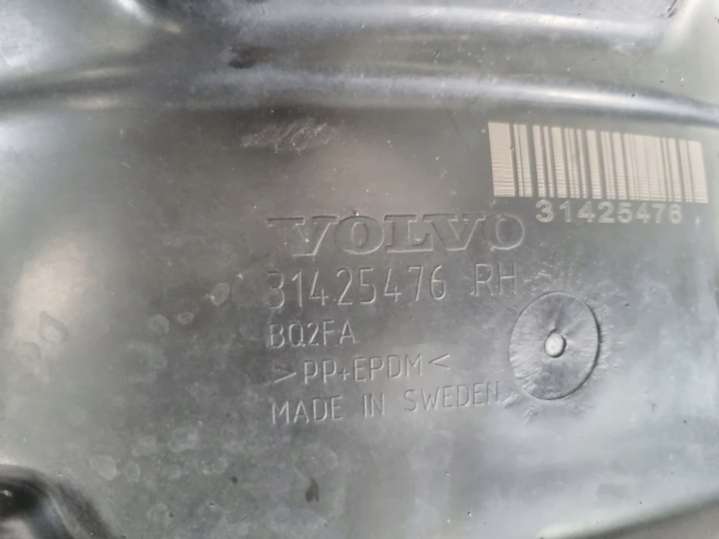 31425476
VOLVO
31425476 RH
BQ2FA
>PP+EPDM<
MADE IN SWEDEN